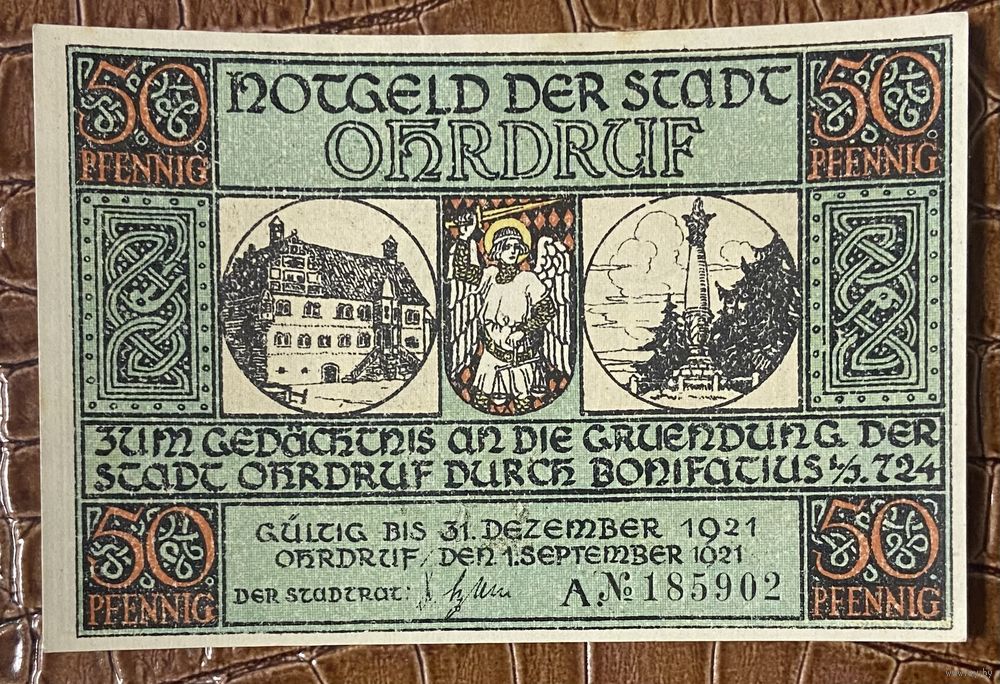 50 PFENNIG
NOTGELD DER STADT
OHRDRUF
50 PFENNIG
ZUM GEDÄCHTNIS AN DIE GRUENDUNG DER
STADT OHRDRUF DURCH BONIFATIUS i/J. 724
50 PFENNIG
GÜLTIG BIS 31. DEZEMBER 1921
OHRDRUF, DEN 1. SEPTEMBER 1921
DER STADTRAT:
A. № 185902
50 PFENNIG